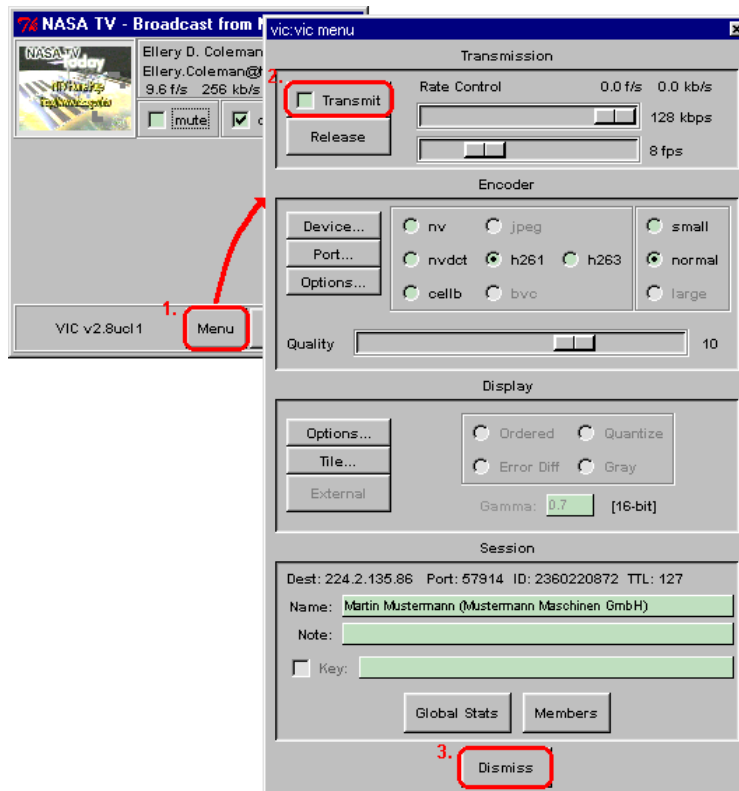 NASA TV - Broadcast from
vic:vic menu
NASA TV
today
Ellery D. Coleman
Ellery.Coleman@
9.6 f/s 256 kb/s
mute
1.
VIC v2.8ucl1
Menu
Transmission
2.
Transmit
Release
Rate Control 0.0 f/s 0.0 kb/s
128 kbps
8 fps
Encoder
Device...
Port...
Options...
nv jpeg
nvdct h261 h263
cellb bvc
small
normal
large
Quality 10
Display
Options...
Tile...
External
Ordered Quantize
Error Diff Gray
Gamma: 0.7 [16-bit]
Session
Dest: 224.2.135.86 Port: 57914 ID: 2360220872 TTL: 127
Name: Martin Mustermann (Mustermann Maschinen GmbH)
Note:
Key:
Global Stats Members
3.
Dismiss